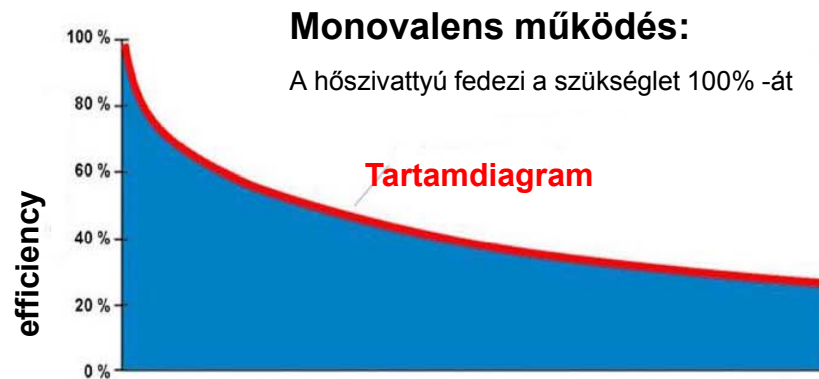 Monovalens működés:
A hőszivattyú fedezi a szükséglet 100% -át
Tartamdiagram
efficiency
100 %
80 %
60 %
40 %
20 %
0 %